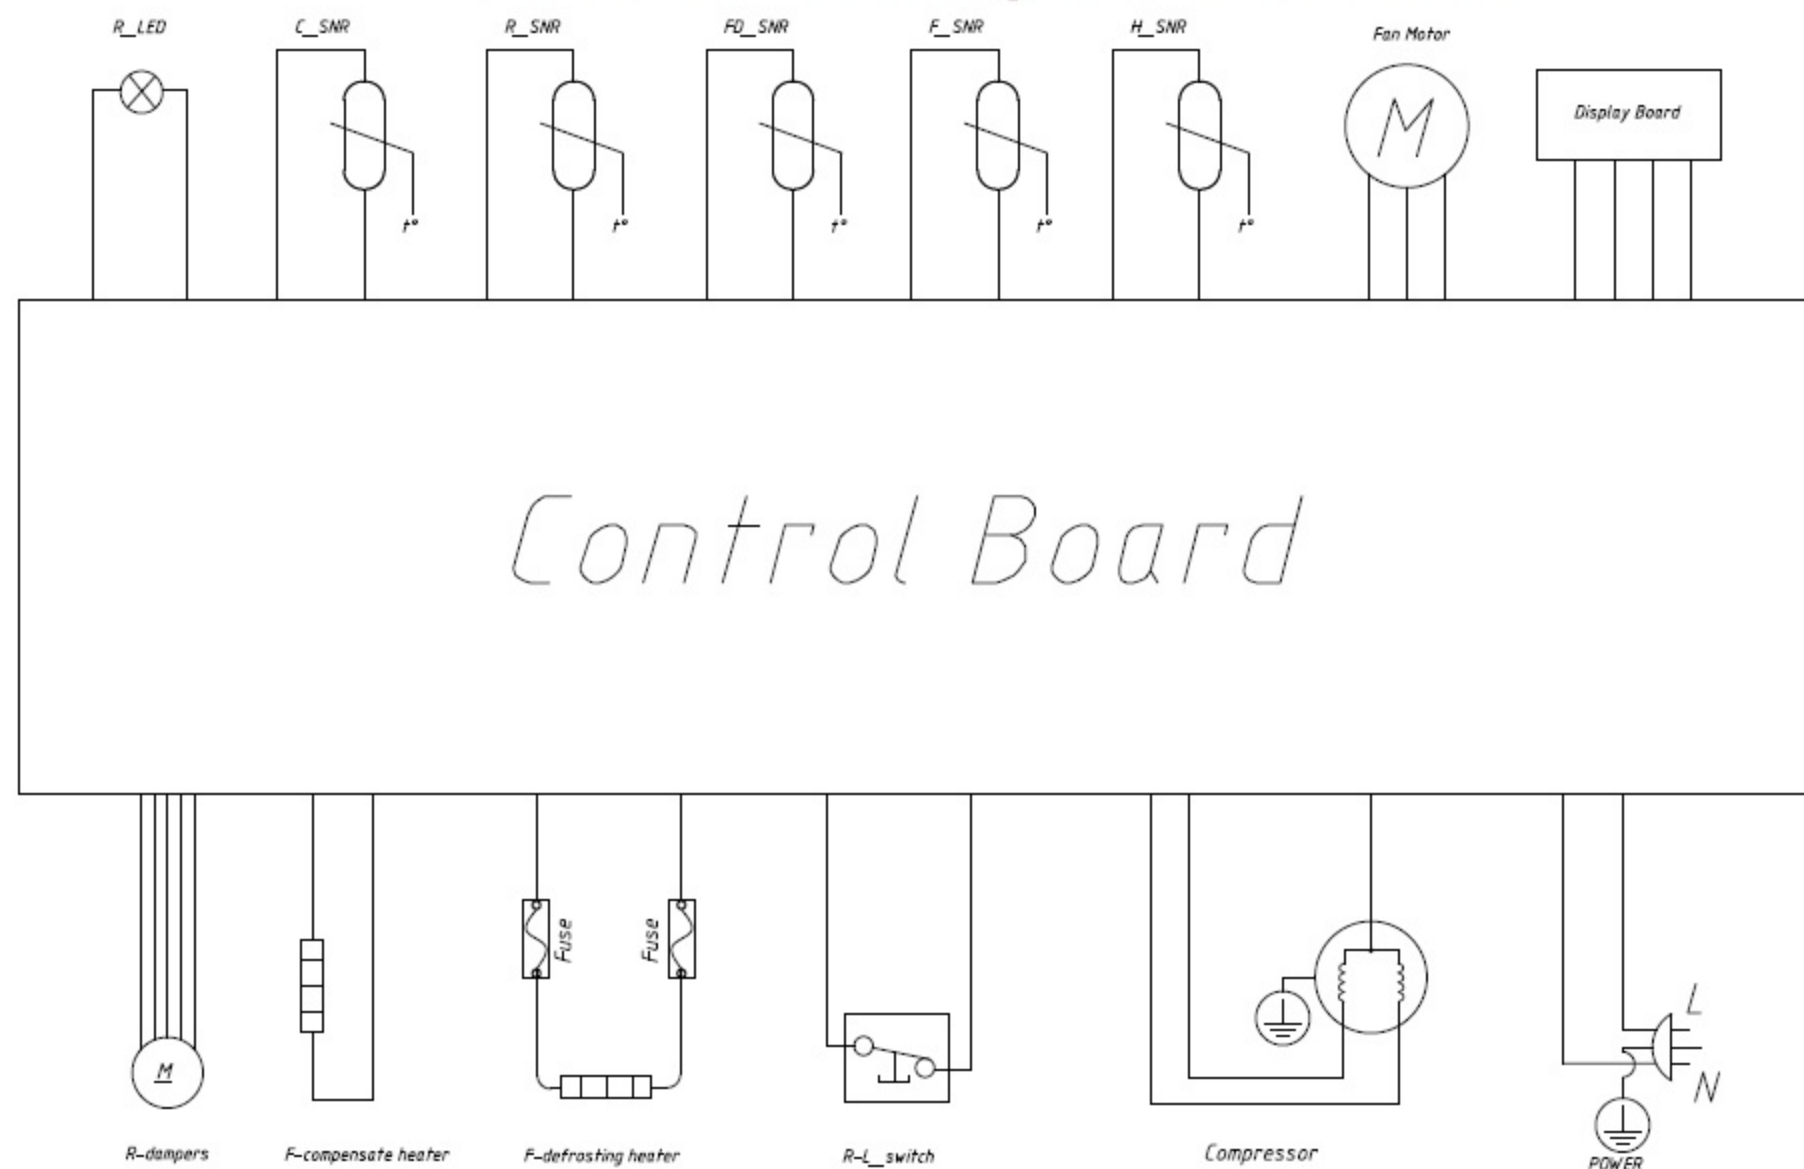 R_LED
C_SNR
R_SNR
FD_SNR
F_SNR
H_SNR
Fan Motor
M
Display Board
t°
t°
t°
t°
t°
Control Board
Fuse
Fuse
M
L
N
R-dampers
F-compensate heater
F-defrosting heater
R-L_switch
Compressor
POWER